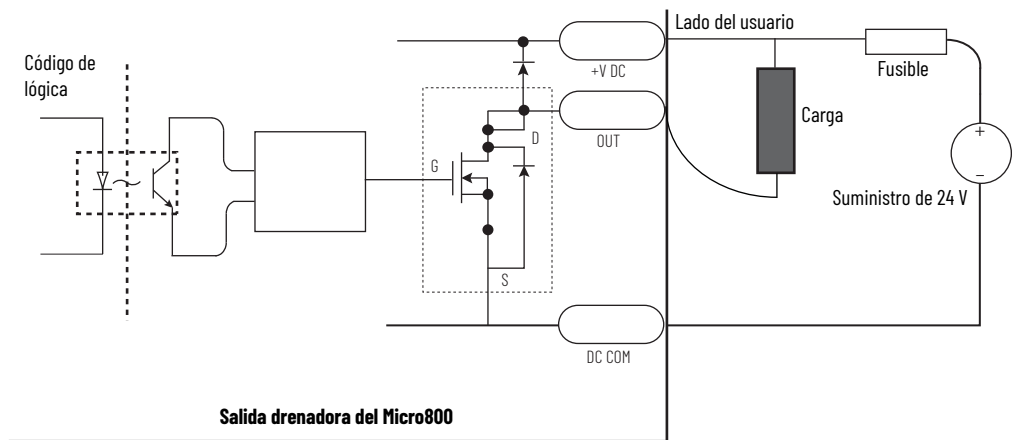 Lado del usuario
Código de
lógica
+V DC
Fusible
D
OUT
Carga
G
+
−
Suministro de 24 V
S
DC COM
Salida drenadora del Micro800